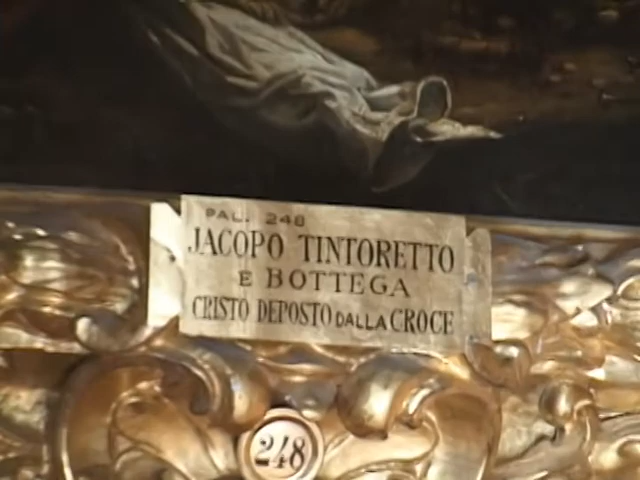 PAL. 248
JACOPO TINTORETTO
E BOTTEGA
CRISTO DEPOSTO DALLA CROCE
248